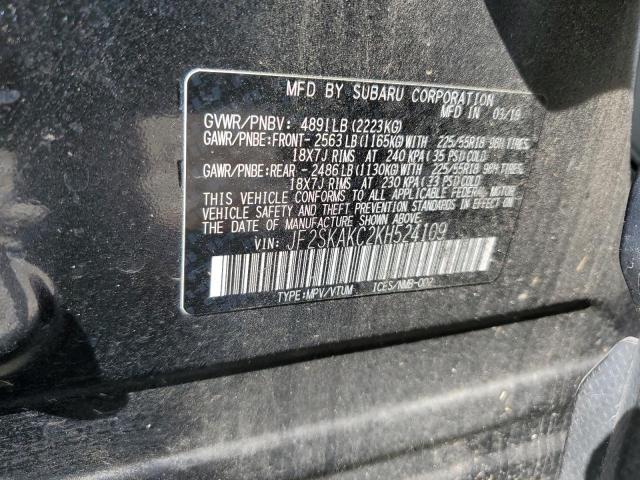 MFD BY SUBARU CORPORATION
MFD IN 03/19
GVWR/PNBV: 4891LB(2223KG)
GAWR/PNBE:FRONT- 2563LB(1165KG)WITH 225/55R18 98H TIRES
18X7J RIMS AT 240 KPA(35 PSI)COLD
GAWR/PNBE:REAR - 2486LB(1130KG)WITH 225/55R18 98H TIRES
18X7J RIMS AT 230 KPA(33 PSI)COLD
THIS VEHICLE CONFORMS TO ALL APPLICABLE FEDERAL MOTOR
VEHICLE SAFETY AND THEFT PREVENTION STANDARDS IN EFFECT ON
THE DATE OF MANUFACTURE SHOWN ABOVE.
VIN: JF2SKAKC2KH524109
TYPE:MPV/VTUM ICES/NMB-002